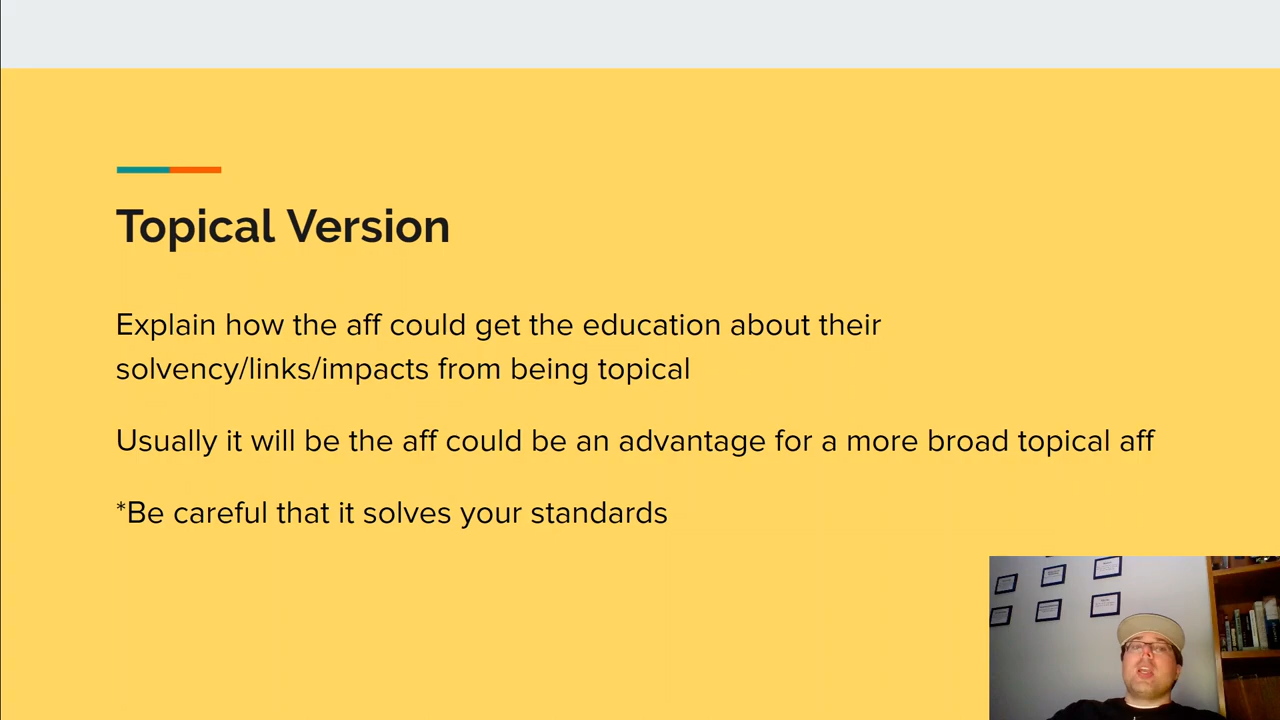 Topical Version
Explain how the aff could get the education about their
solvency/links/impacts from being topical
Usually it will be the aff could be an advantage for a more broad topical aff
*Be careful that it solves your standards